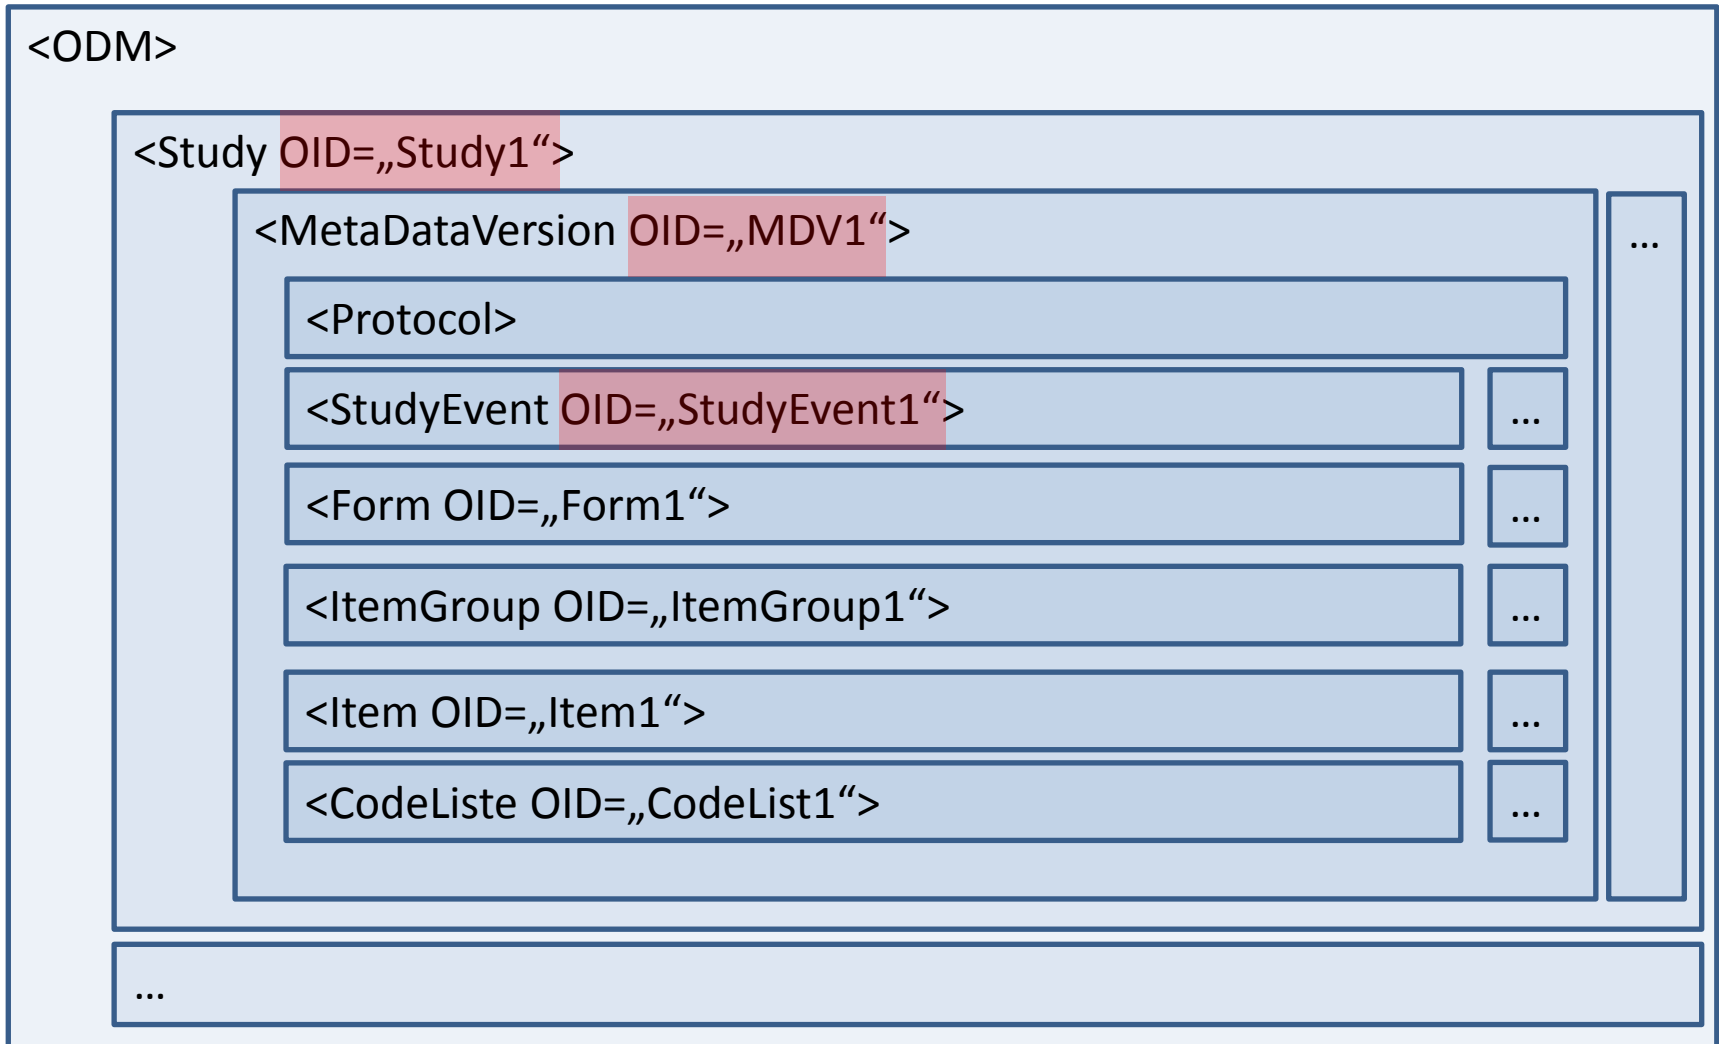 <ODM>
<Study OID=„Study1“>
<MetaDataVersion OID=„MDV1“>
...
<Protocol>
<StudyEvent OID=„StudyEvent1“>
...
<Form OID=„Form1“>
...
<ItemGroup OID=„ItemGroup1“>
...
<Item OID=„Item1“>
...
<CodeListe OID=„CodeList1“>
...
...